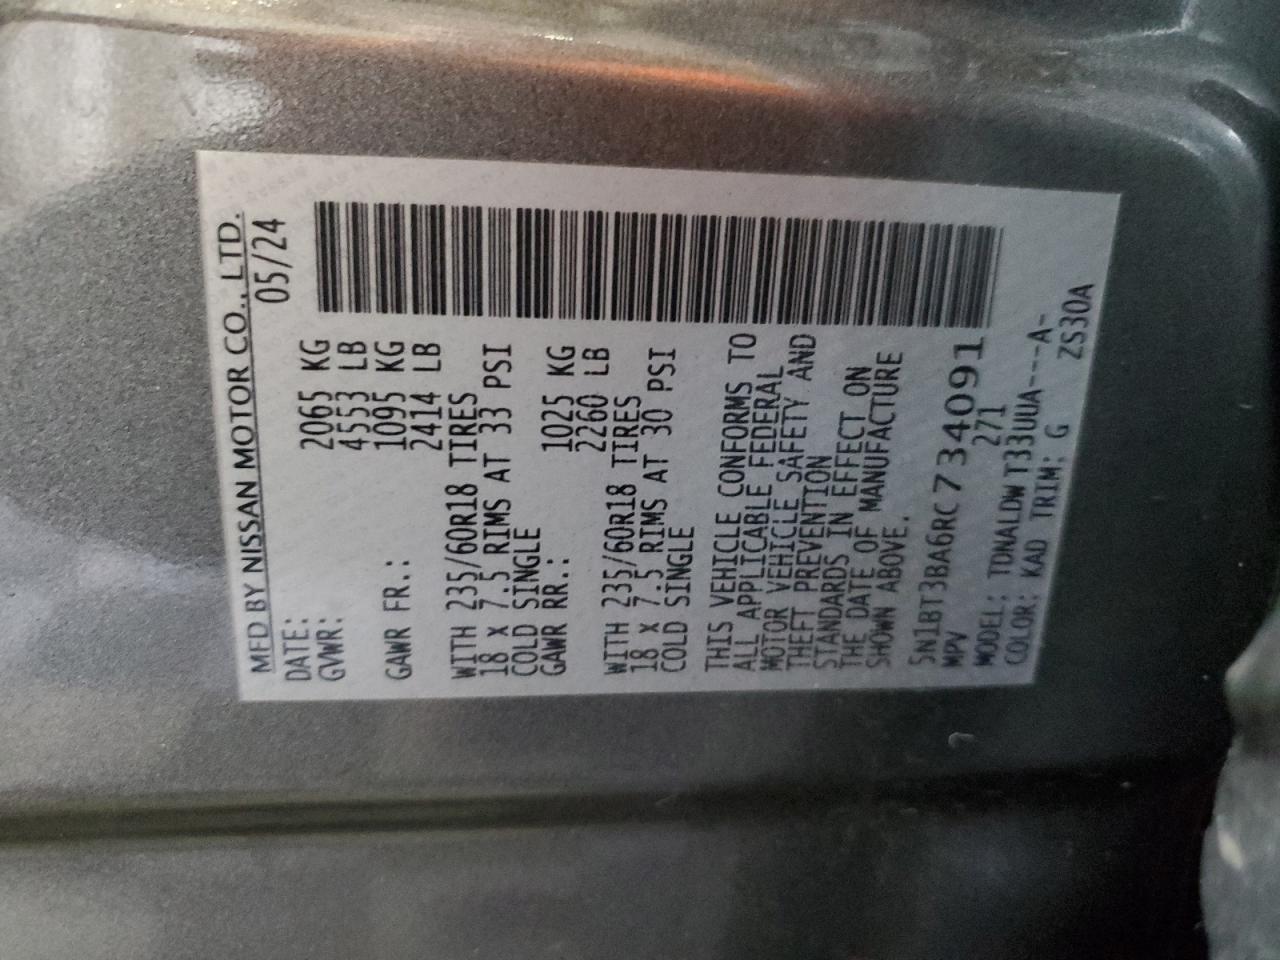 MFD BY NISSAN MOTOR CO., LTD.
DATE: 05/24
GVWR: 2065 KG
4553 LB
GAWR FR.: 1095 KG
2414 LB
WITH 235/60R18 TIRES
18 X 7.5 RIMS AT 33 PSI
COLD SINGLE
GAWR RR.: 1025 KG
2260 LB
WITH 235/60R18 TIRES
18 X 7.5 RIMS AT 30 PSI
COLD SINGLE
THIS VEHICLE CONFORMS TO
ALL APPLICABLE FEDERAL
MOTOR VEHICLE SAFETY AND
THEFT PREVENTION
STANDARDS IN EFFECT ON
THE DATE OF MANUFACTURE
SHOWN ABOVE.
5N1BT3BA6RC734091
MPV 271
MODEL: TDNALDW T33UUA----A-
COLOR: KAD TRIM: G ZS30A